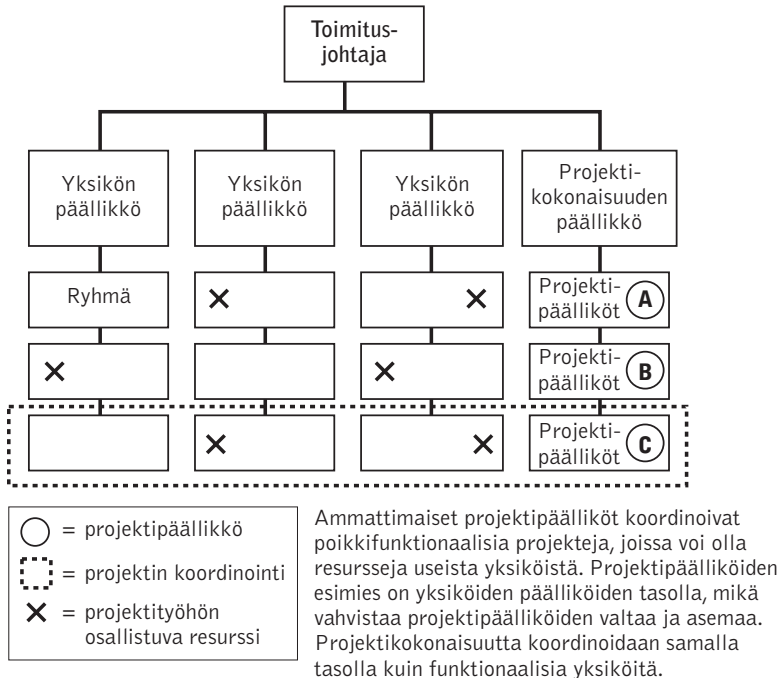 Toimitus-
johtaja
Yksikön
päällikkö
Yksikön
päällikkö
Yksikön
päällikkö
Projekti-
kokonaisuuden
päällikkö
Ryhmä
Projekti-
päälliköt
A
Projekti-
päälliköt
B
Projekti-
päälliköt
C
= projektipäällikkö
= projektin koordinointi
= projektityöhön
osallistuva resurssi
Ammattimaiset projektipäälliköt koordinoivat
poikkifunktionaalisia projekteja, joissa voi olla
resursseja useista yksiköistä. Projektipäälliköiden
esimies on yksiköiden päälliköiden tasolla, mikä
vahvistaa projektipäälliköiden valtaa ja asemaa.
Projektikokonaisuutta koordinoidaan samalla
tasolla kuin funktionaalisia yksiköitä.